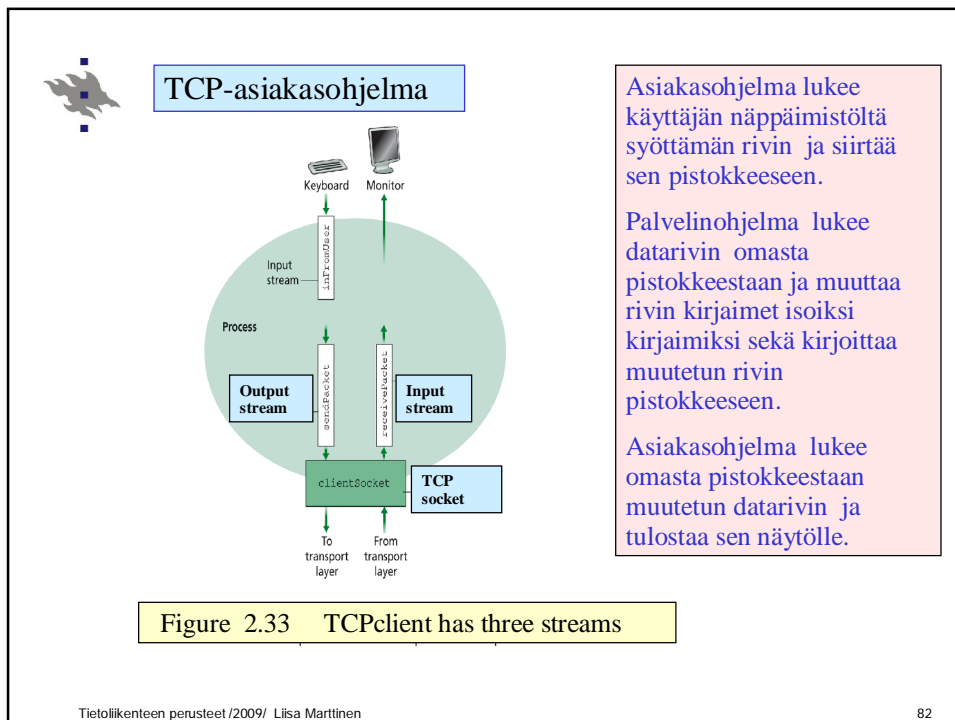 TCP-asiakasohjelma
Keyboard
Monitor
inFromUser
Input
stream
Process
Output
stream
sendPacket
receivePacket
Input
stream
clientSocket
TCP
socket
To
transport
layer
From
transport
layer
Asiakasohjelma lukee
käyttäjän näppäimistöltä
syöttämän rivin ja siirtää
sen pistokkeeseen.
Palvelinohjelma lukee
datarivin omasta
pistokkeestaan ja muuttaa
rivin kirjaimet isoiksi
kirjaimiksi sekä kirjoittaa
muutetun rivin
pistokkeeseen.
Asiakasohjelma lukee
omasta pistokkeestaan
muutetun datarivin ja
tulostaa sen näytölle.
Figure 2.33 TCPclient has three streams
Tietoliikenteen perusteet /2009/ Liisa Marttinen
82